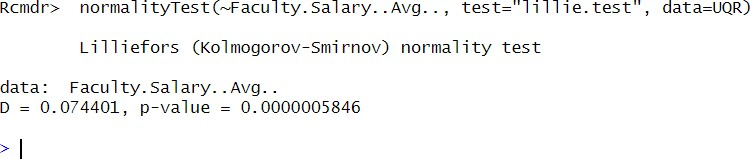 Rcmdr>  normalityTest(~Faculty.Salary..Avg.., test="lillie.test", data=UQR)
Lilliefors (Kolmogorov-Smirnov) normality test
data:  Faculty.Salary..Avg..
D = 0.074401, p-value = 0.0000005846
> |